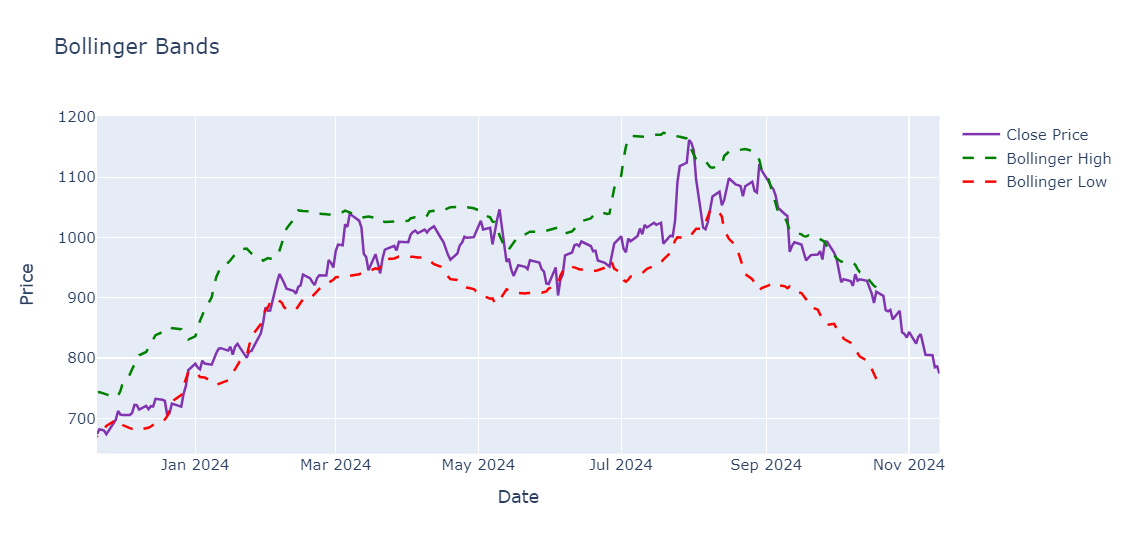 Bollinger Bands
Price
1200
1100
1000
900
800
700
Jan 2024
Mar 2024
May 2024
Jul 2024
Sep 2024
Nov 2024
Date
Close Price
Bollinger High
Bollinger Low